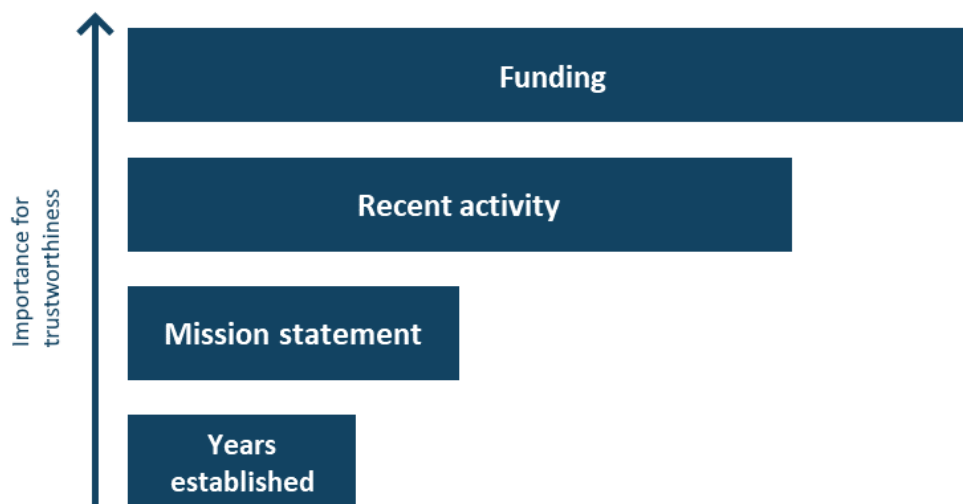 Funding
Recent activity
Mission statement
Years
established
Importance for
trustworthiness